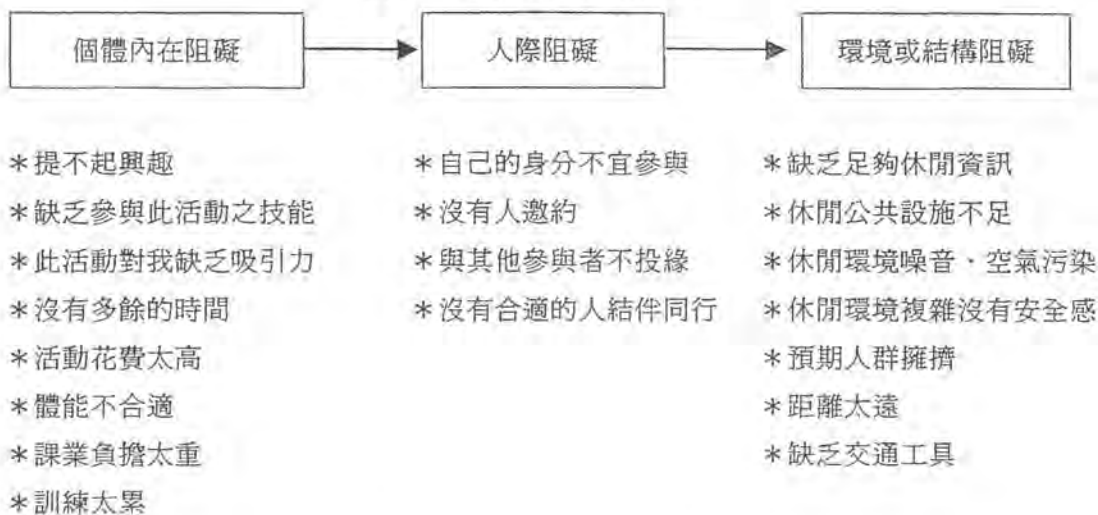 個體內在阻礙
人際阻礙
環境或結構阻礙
＊提不起興趣
＊缺乏參與此活動之技能
＊此活動對我缺乏吸引力
＊沒有多餘的時間
＊活動花費太高
＊體能不合適
＊課業負擔太重
＊訓練太累
＊自己的身分不宜參與
＊沒有人邀約
＊與其他參與者不投緣
＊沒有合適的人結伴同行
＊缺乏足夠休閒資訊
＊休閒公共設施不足
＊休閒環境噪音、空氣污染
＊休閒環境複雜沒有安全感
＊預期人群擁擠
＊距離太遠
＊缺乏交通工具